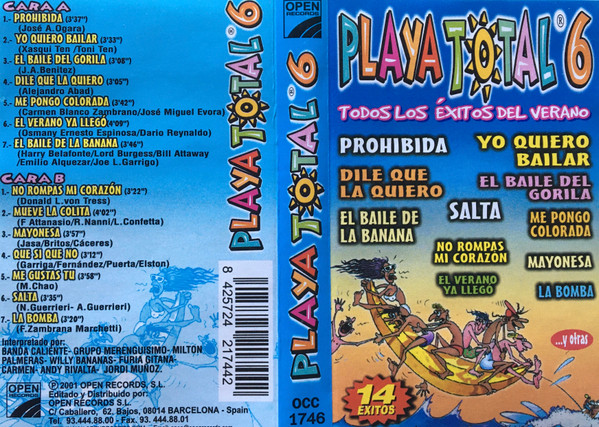 CARA A
1.- PROHIBIDA (3'37")
(José A.Ogara)
2.- YO QUIERO BAILAR (3'33")
(Xasqui Ten /Toni Ten)
3.- EL BAILE DEL GORILA (3'08")
(J.A.Benitez)
4.- DILE QUE LA QUIERO (3'05")
(Alejandro Abad)
5.- ME PONGO COLORADA (3'42")
(Carmen Blanco Zambrano/José Miguel Evora)
6.- EL VERANO YA LLEGO (4'09")
(Osmany Ernesto Espinosa/Dario Reynaldo)
7.- EL BAILE DE LA BANANA (3'46")
(Harry Belafonte/Lord Burgess/Bill Attaway
/Emilio Alquezar/Joe L.Garrigo)
CARA B
1.- NO ROMPAS MI CORAZÓN (3'22")
(Donald L.von Tress)
2.- MUEVE LA COLITA (4'02")
(F Attanasio/R.Nanni/L.Confetta)
3.- MAYONESA (3'57")
(Jasa/Britos/Cáceres)
4.- QUE SI QUE NO (3'12")
(Garriga/Fernández/Puerta/Elston)
5.- ME GUSTAS TU (3'58")
(M.Chao)
6.- SALTA (3'35")
(N.Guerrieri- A.Guerrieri)
7.- LA BOMBA (3'20")
(F.Zambrana Marchetti)
Interpretado por:
BANDA CALIENTE- GRUPO MERENGUISIMO- MILTON
PALMERAS- WILLY BANANAS- FURIA GITANA-
CARMEN- ANDY RIVALTA- JORDI MUÑOZ.
OPEN
RECORDS
℗ 2001 OPEN RECORDS, S.L.
Editado y Distribuido por:
OPEN RECORDS, S.L.
C/ Caballero, 62, Bajos, 08014 BARCELONA - Spain
Tel. 93.444.88.00 - Fax. 93.444.88.01
PLAYA TOTAL ® 6
8 425724 217442
OPEN
RECORDS
PLAYA TOTAL ® 6
OCC
1746
PLAYA TOTAL ® 6
TODOS LOS ÉXITOS DEL VERANO
PROHIBIDA
YO QUIERO
BAILAR
DILE QUE
LA QUIERO
EL BAILE DEL
GORILA
EL BAILE DE
LA BANANA
SALTA
ME PONGO
COLORADA
NO ROMPAS
MI CORAZON
MAYONESA
EL VERANO
YA LLEGO
LA BOMBA
...y otras
14
EXITOS